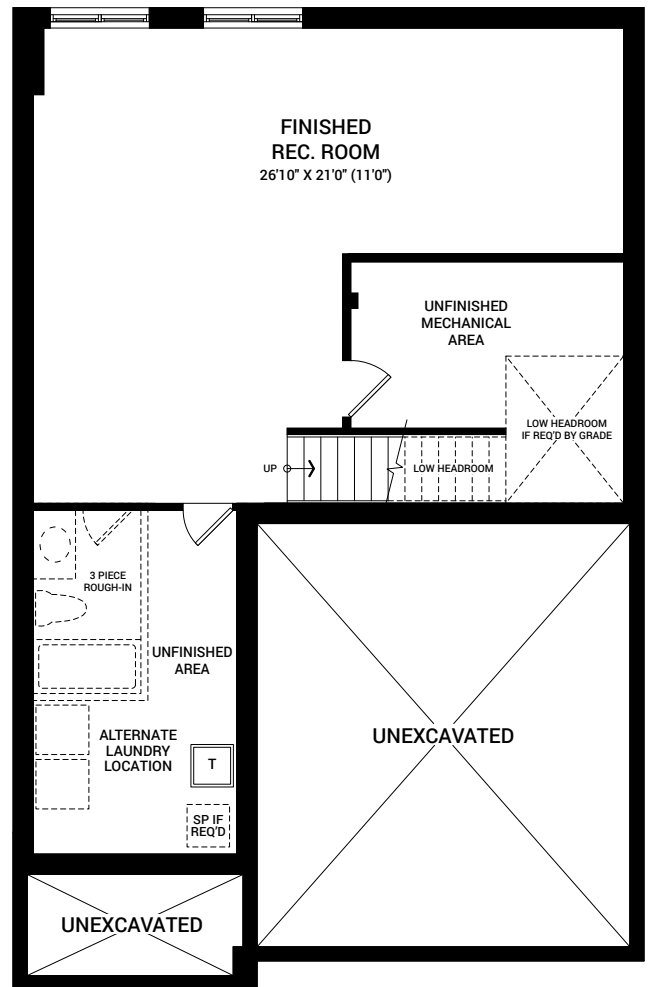 FINISHED
REC. ROOM
26'10" X 21'0" (11'0")
UNFINISHED
MECHANICAL
AREA
LOW HEADROOM
IF REQ'D BY GRADE
UP
LOW HEADROOM
3 PIECE
ROUGH-IN
UNFINISHED
AREA
ALTERNATE
LAUNDRY
LOCATION
T
SP IF
REQ'D
UNEXCAVATED
UNEXCAVATED